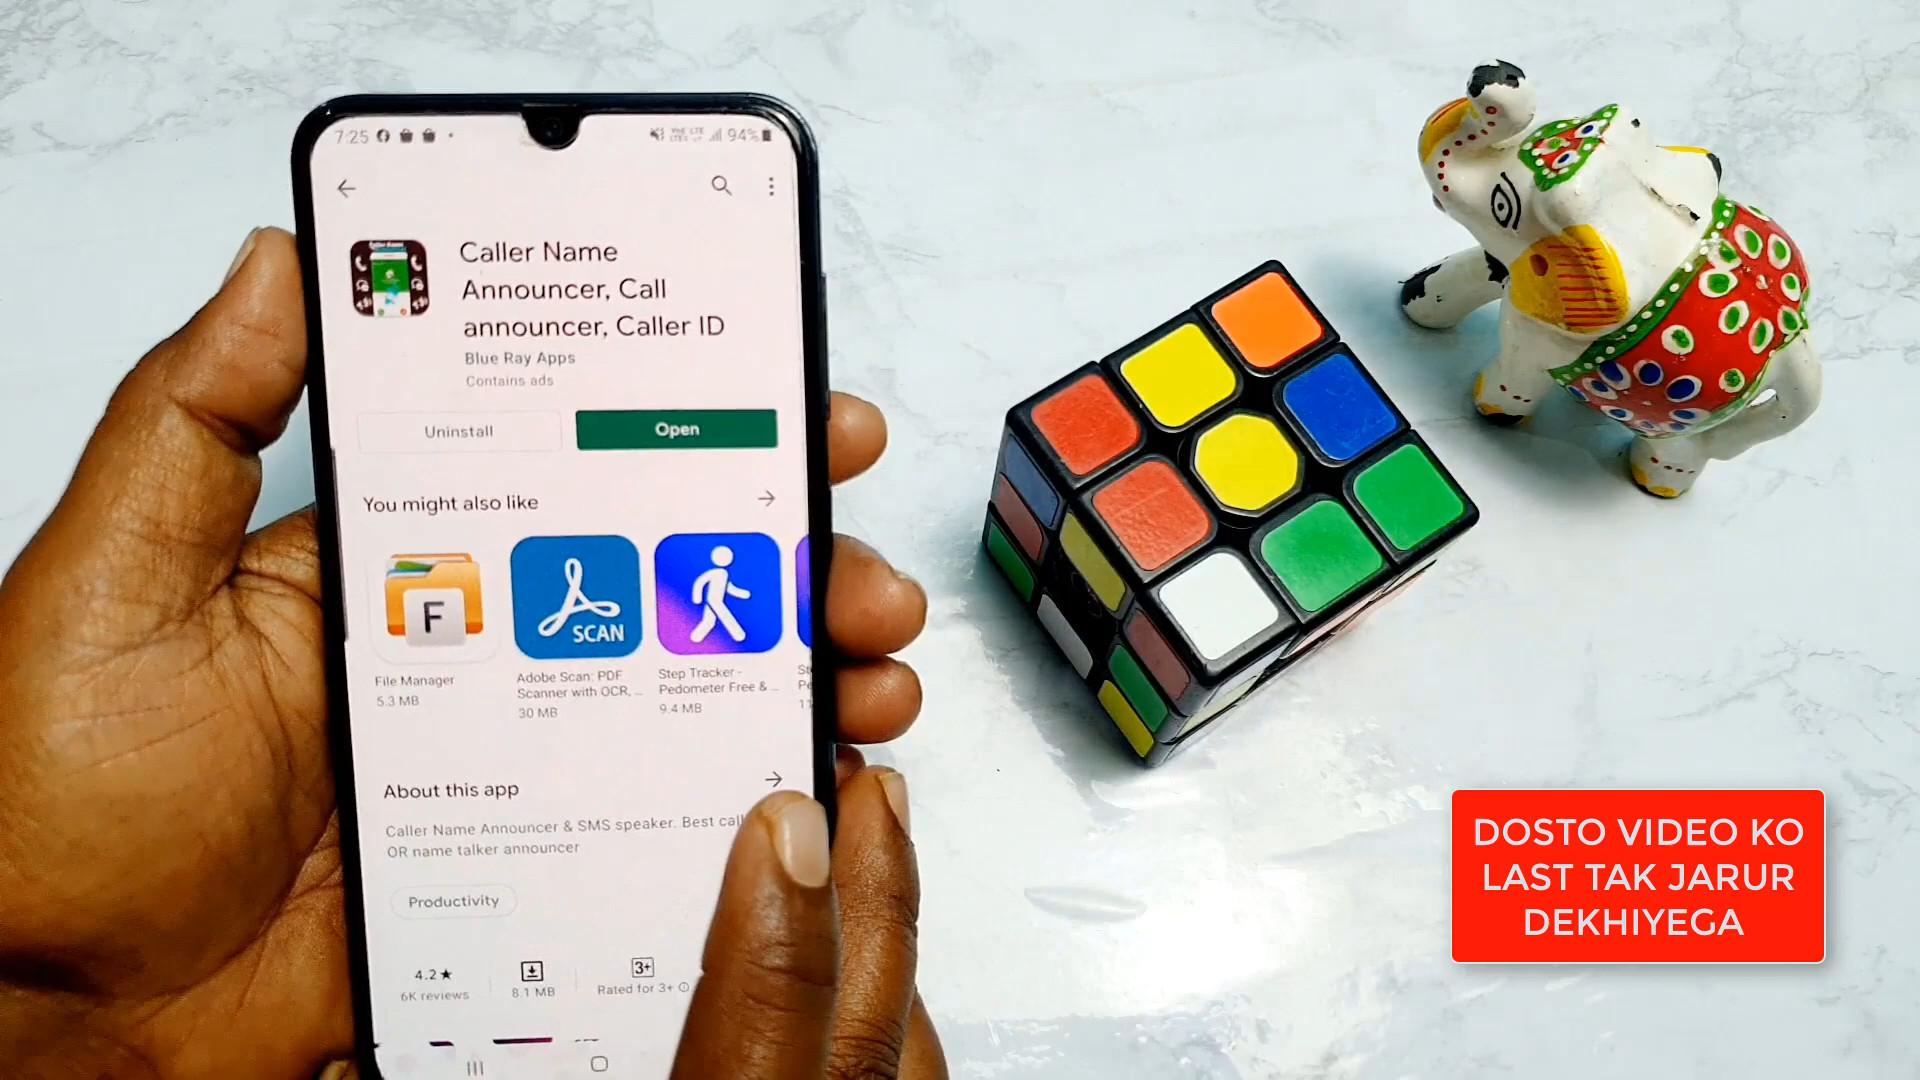 7:25
94%
Caller Name
Announcer, Call
announcer, Caller ID
Blue Ray Apps
Contains ads
Uninstall
Open
You might also like
F
SCAN
File Manager
5.3 MB
Adobe Scan: PDF
Scanner with OCR, ...
30 MB
Step Tracker -
Pedometer Free & ...
9.4 MB
About this app
Caller Name Announcer & SMS speaker. Best
OR name talker announcer
Productivity
4.2★
6K reviews
8.1 MB
3+
Rated for 3+
DOSTO VIDEO KO
LAST TAK JARUR
DEKHIYEGA